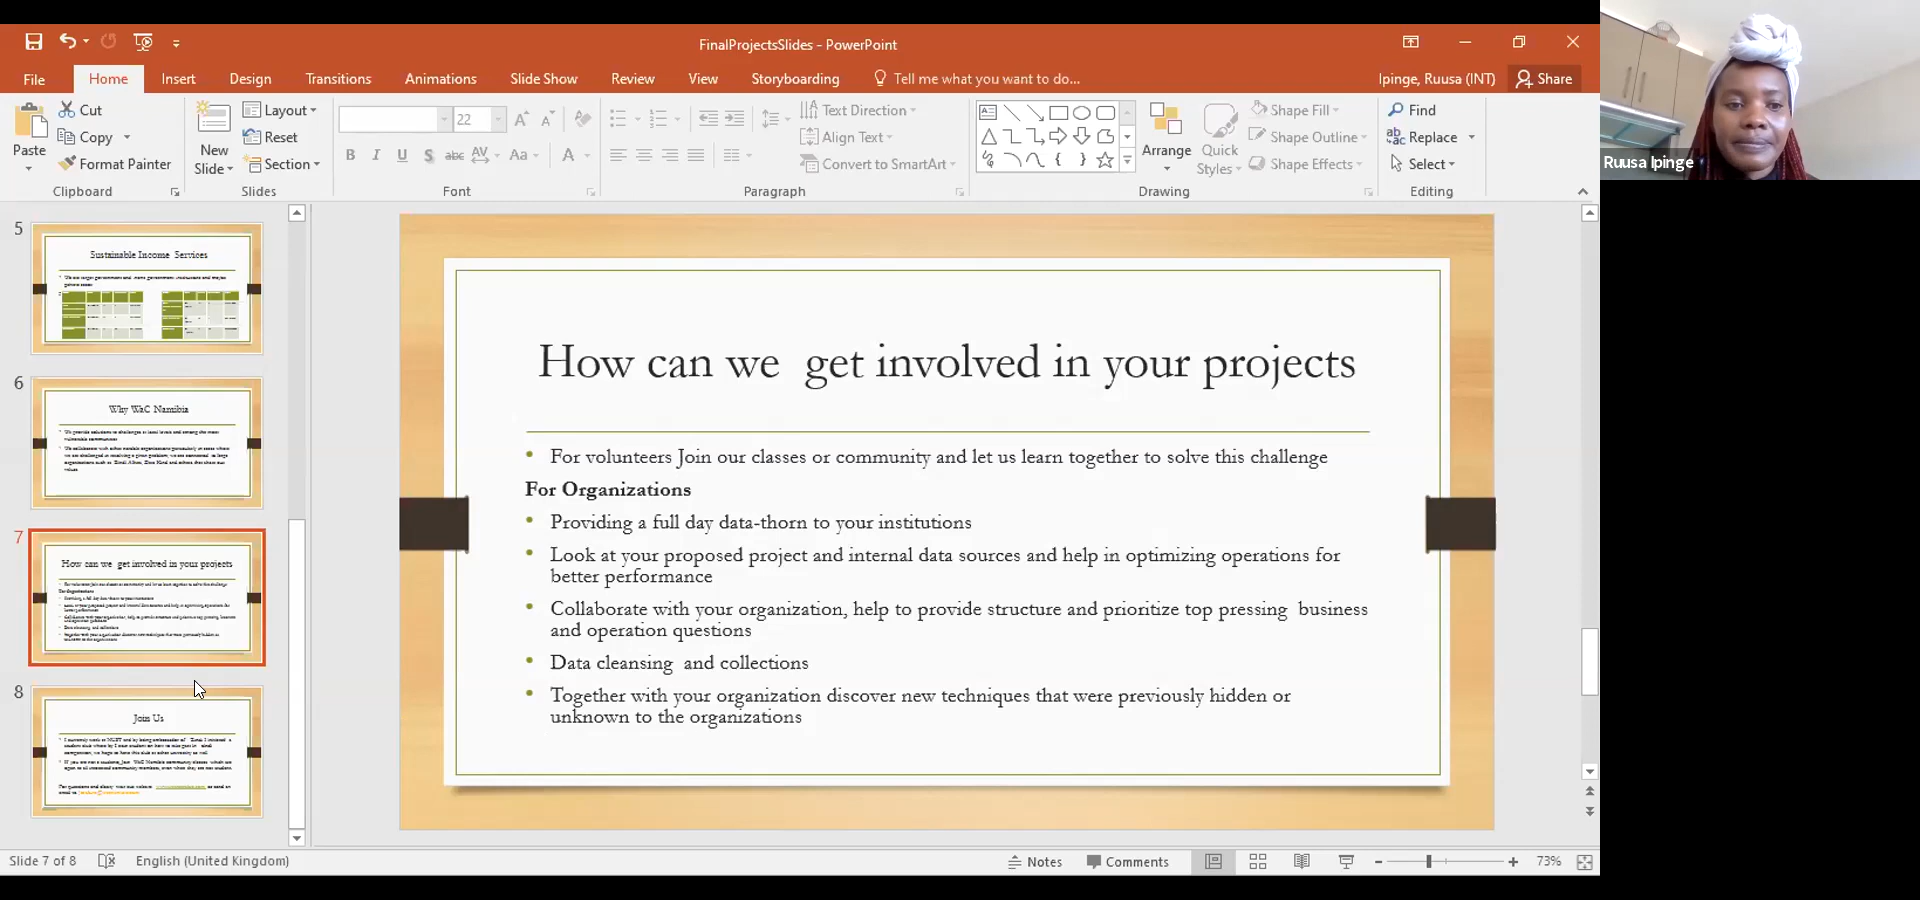 FinalProjectsSlides - PowerPoint
File Home Insert Design Transitions Animations Slide Show Review View Storyboarding Tell me what you want to do... Ipinge, Ruusa (INT) Share
Cut
Copy
Format Painter
Paste
Clipboard
New Slide
Layout
Reset
Section
Slides
22
Font
Text Direction
Align Text
Convert to SmartArt
Paragraph
Arrange
Quick Styles
Shape Fill
Shape Outline
Shape Effects
Drawing
Find
Replace
Select
Editing
Ruusa Ipinge
5
Sustainable Income Services
6
Why WaC Namibia
7
How can we get involved in your projects
8
Join Us
How can we  get involved in your projects
• For volunteers Join our classes or community and let us learn together to solve this challenge
For Organizations
• Providing a full day data-thorn to your institutions
• Look at your proposed project and internal data sources and help in optimizing operations for
better performance
• Collaborate with your organization, help to provide structure and prioritize top pressing  business
and operation questions
• Data cleansing  and collections
• Together with your organization discover new techniques that were previously hidden or
unknown to the organizations
Slide 7 of 8 English (United Kingdom) Notes Comments 73%